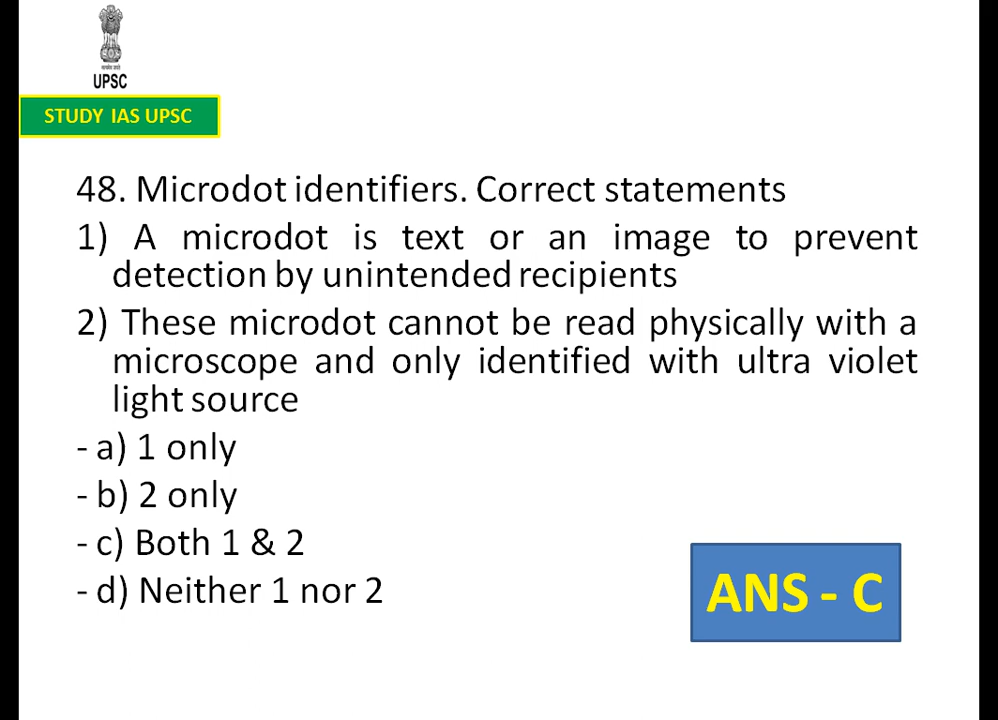 UPSC
STUDY IAS UPSC
48. Microdot identifiers. Correct statements
1) A microdot is text or an image to prevent
detection by unintended recipients
2) These microdot cannot be read physically with a
microscope and only identified with ultra violet
light source
- a) 1 only
- b) 2 only
- c) Both 1 & 2
- d) Neither 1 nor 2
ANS - C